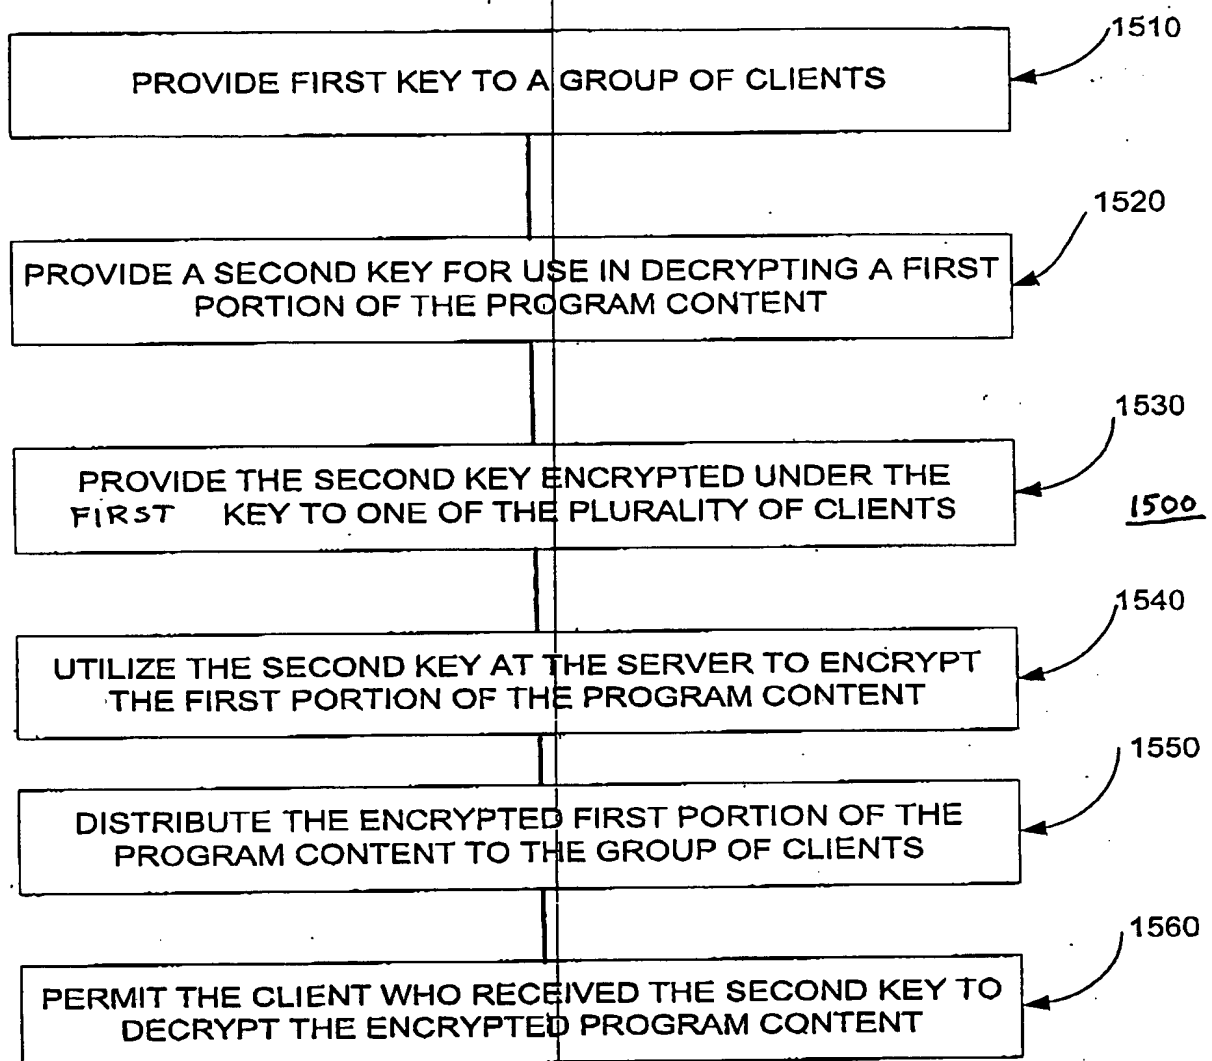 1510
PROVIDE FIRST KEY TO A GROUP OF CLIENTS
1520
PROVIDE A SECOND KEY FOR USE IN DECRYPTING A FIRST
PORTION OF THE PROGRAM CONTENT
1530
PROVIDE THE SECOND KEY ENCRYPTED UNDER THE
FIRST KEY TO ONE OF THE PLURALITY OF CLIENTS
1500
1540
UTILIZE THE SECOND KEY AT THE SERVER TO ENCRYPT
THE FIRST PORTION OF THE PROGRAM CONTENT
1550
DISTRIBUTE THE ENCRYPTED FIRST PORTION OF THE
PROGRAM CONTENT TO THE GROUP OF CLIENTS
1560
PERMIT THE CLIENT WHO RECEIVED THE SECOND KEY TO
DECRYPT THE ENCRYPTED PROGRAM CONTENT